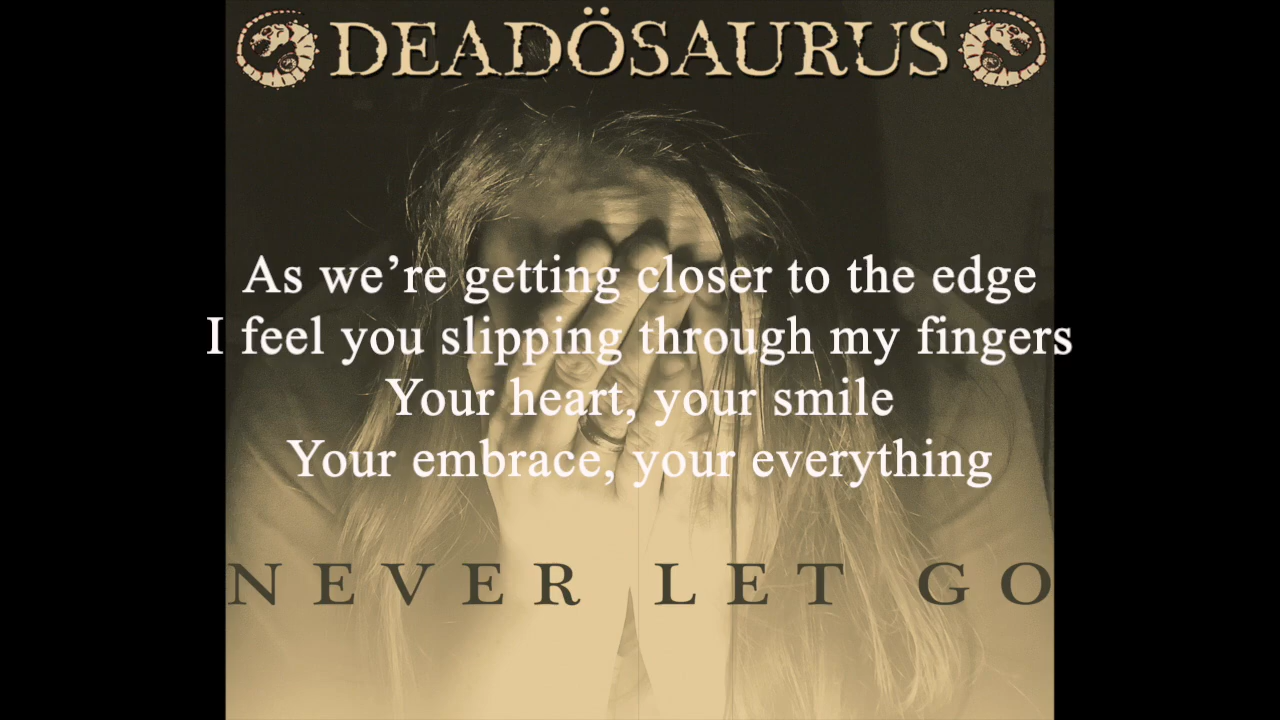 DEADÖSAURUS
As we’re getting closer to the edge
I feel you slipping through my fingers
Your heart, your smile
Your embrace, your everything
NEVER LET GO